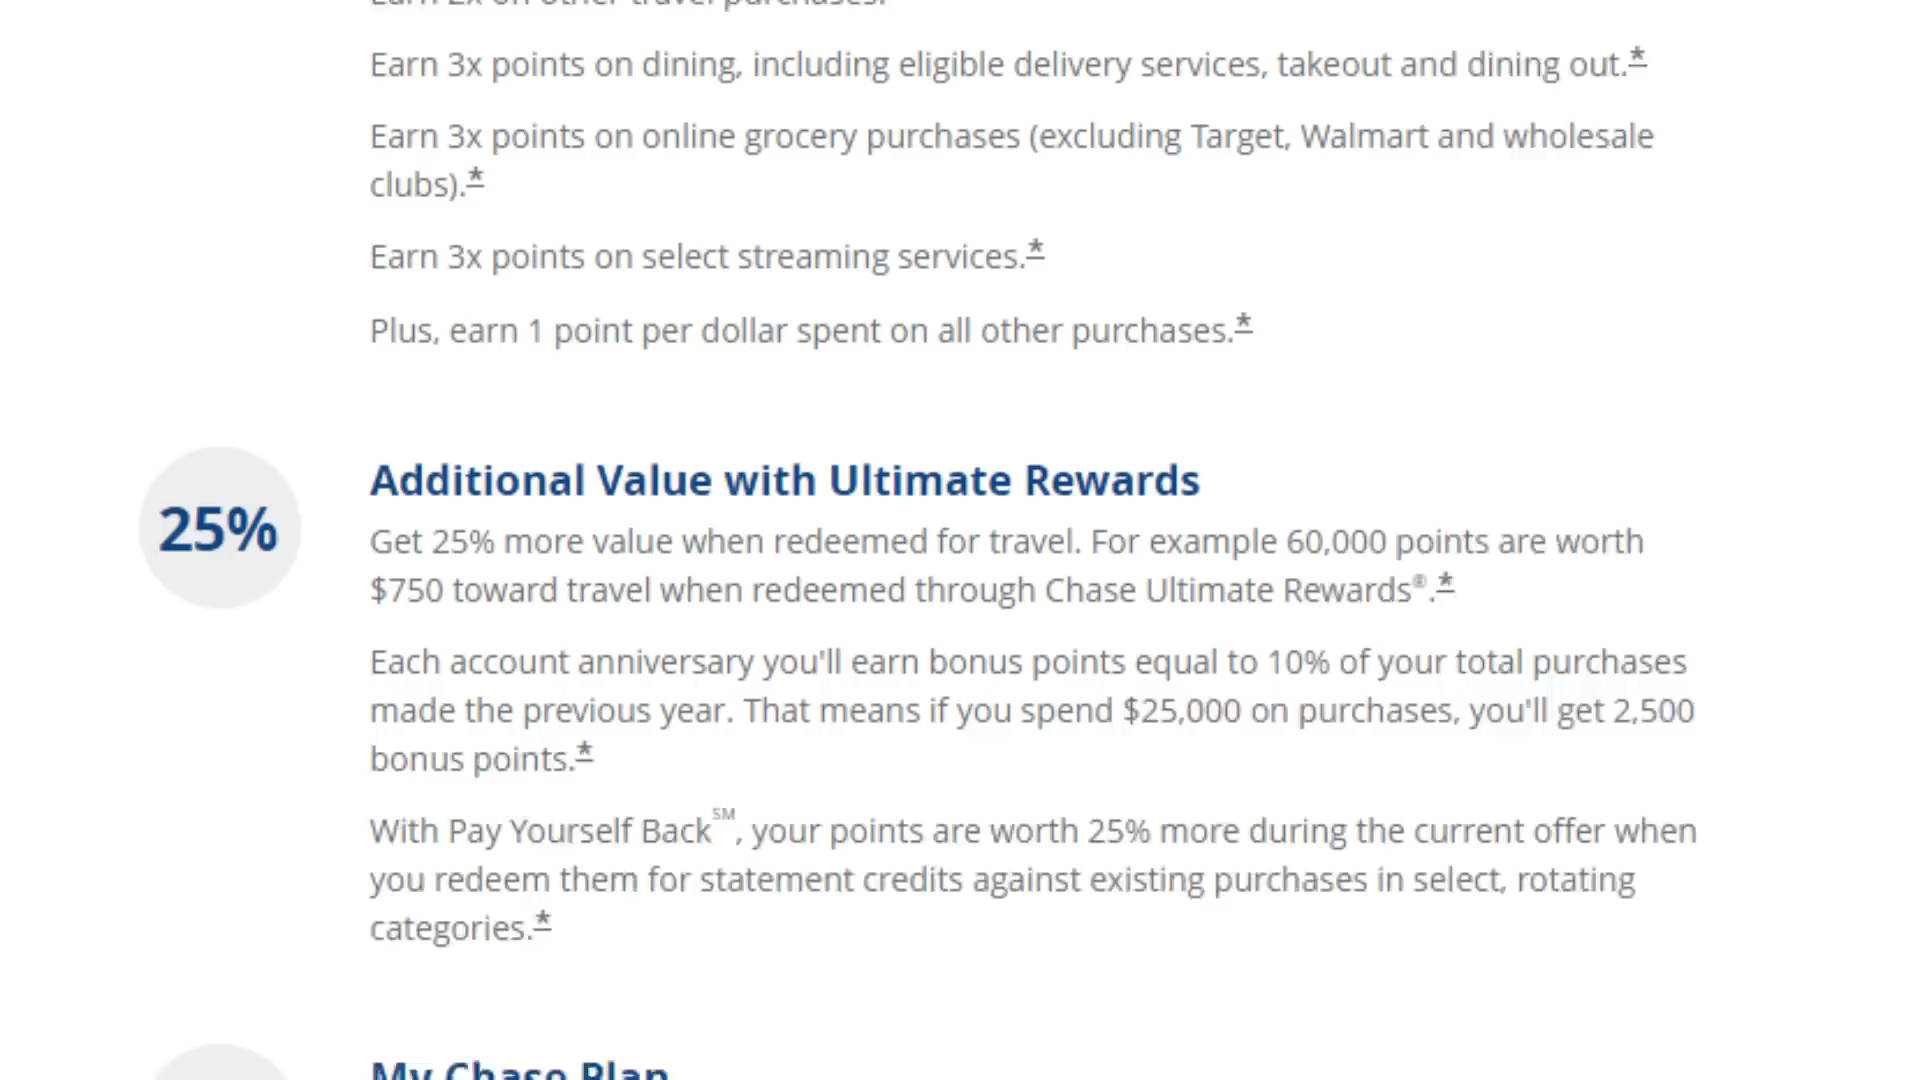 Earn 2x on other travel purchases.
Earn 3x points on dining, including eligible delivery services, takeout and dining out.*
Earn 3x points on online grocery purchases (excluding Target, Walmart and wholesale
clubs).*
Earn 3x points on select streaming services.*
Plus, earn 1 point per dollar spent on all other purchases.*
25%
Additional Value with Ultimate Rewards
Get 25% more value when redeemed for travel. For example 60,000 points are worth
$750 toward travel when redeemed through Chase Ultimate Rewards®.*
Each account anniversary you'll earn bonus points equal to 10% of your total purchases
made the previous year. That means if you spend $25,000 on purchases, you'll get 2,500
bonus points.*
With Pay Yourself Back℠, your points are worth 25% more during the current offer when
you redeem them for statement credits against existing purchases in select, rotating
categories.*
My Chase Plan